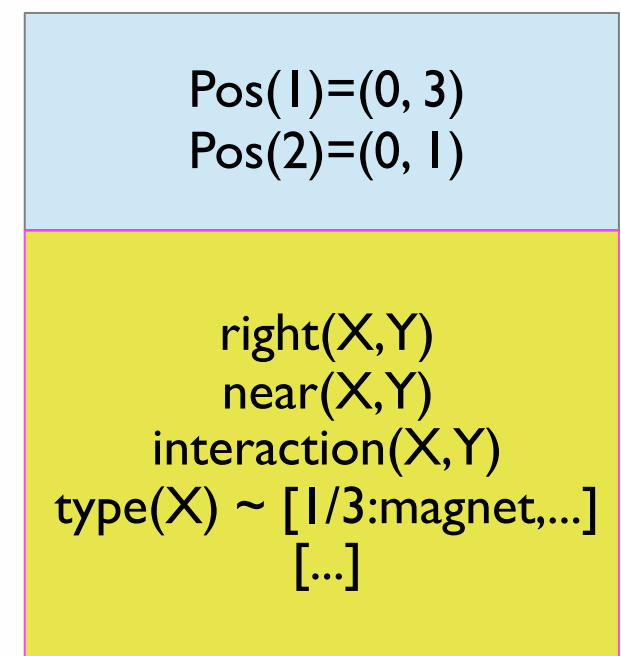 Pos(1)=(0, 3)
Pos(2)=(0, 1)
right(X,Y)
near(X,Y)
interaction(X,Y)
type(X) ~ [1/3:magnet,...]
[...]